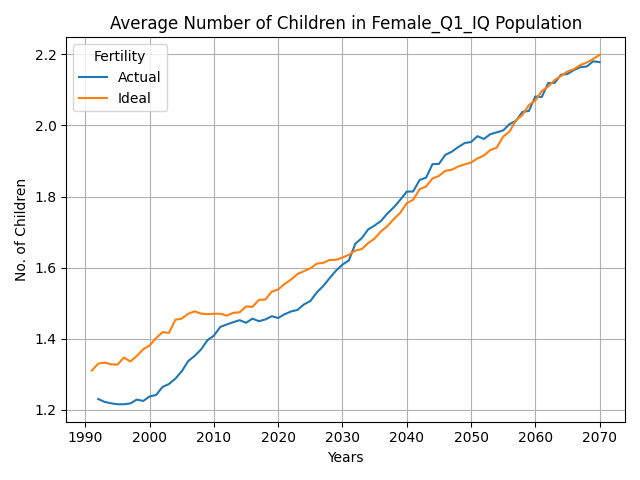 Average Number of Children in Female_Q1_IQ Population
Fertility
Actual
Ideal
No. of Children
2.2
2.0
1.8
1.6
1.4
1.2
1990 2000 2010 2020 2030 2040 2050 2060 2070
Years